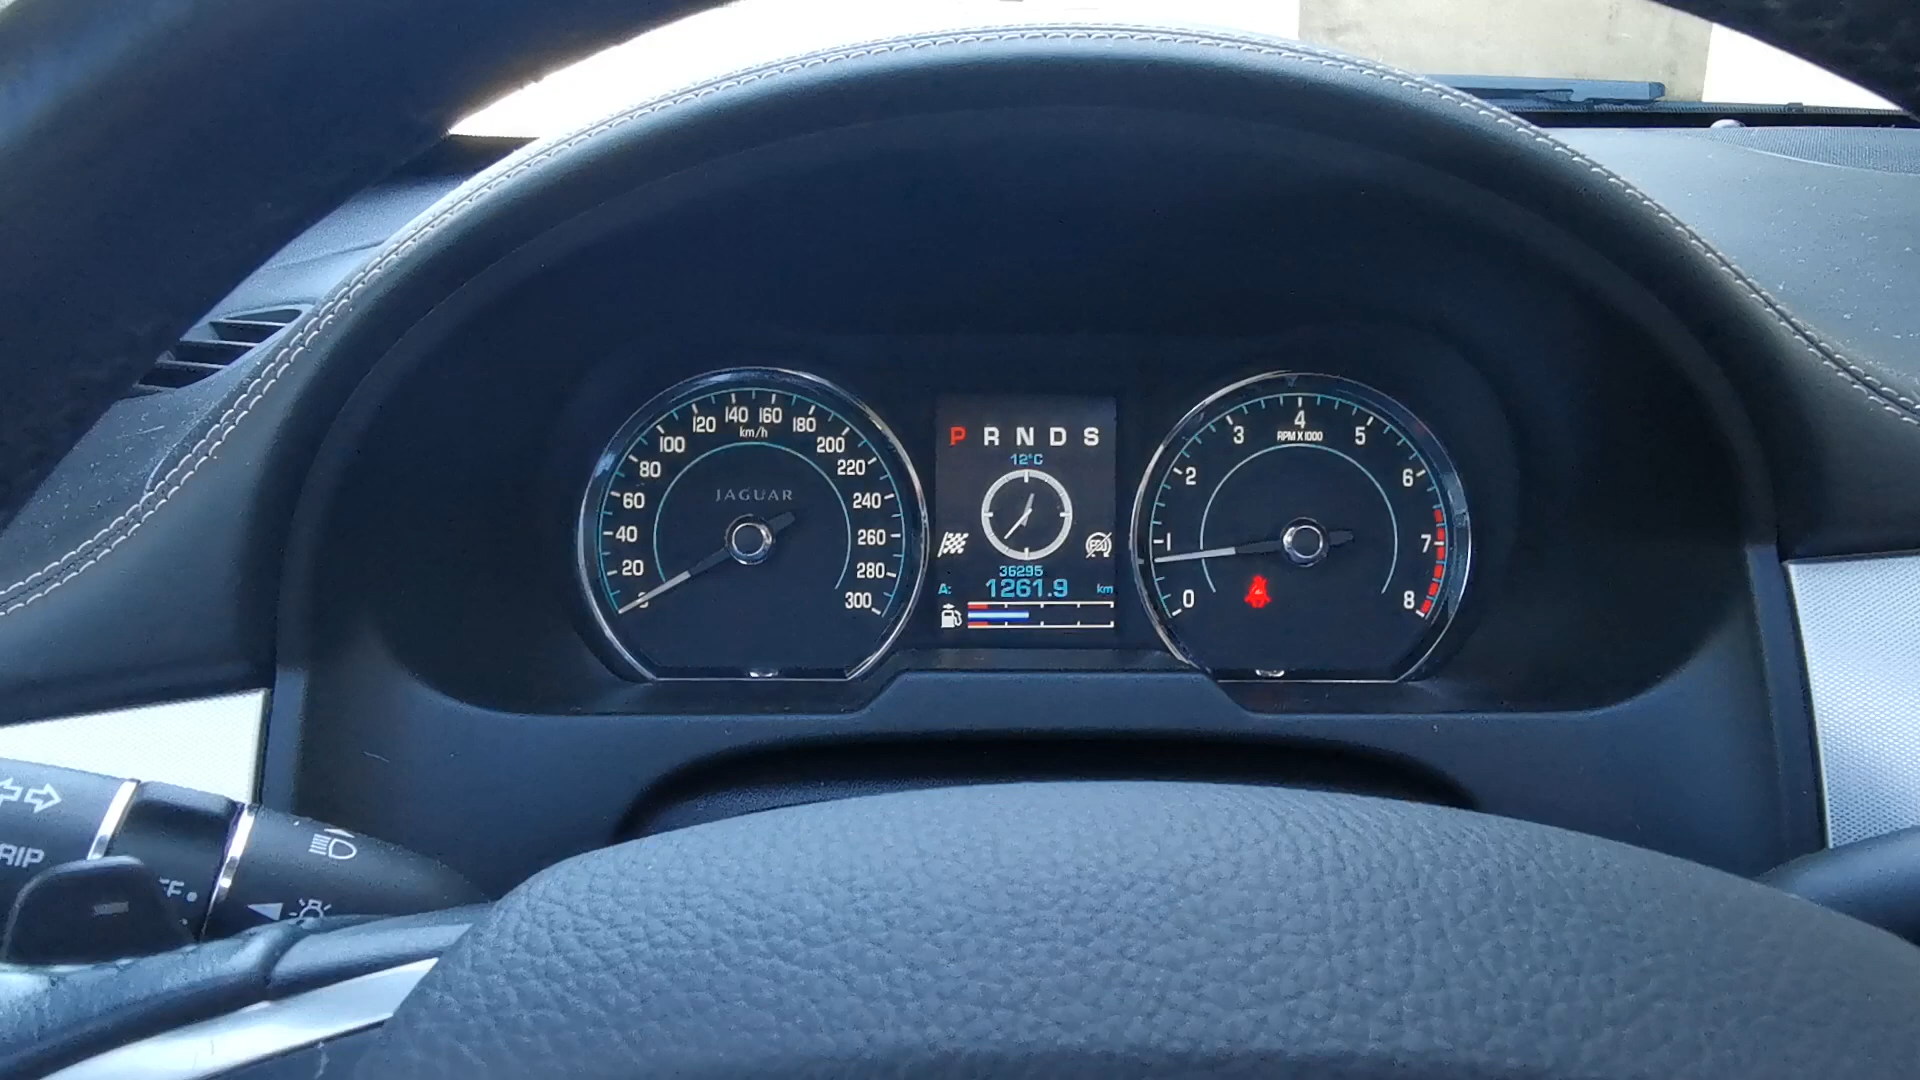 0 20 40 60 80 100 120 140 160 180 200 220 240 260 280 300
km/h
JAGUAR
P R N D S
12°C
36295
A: 1261.9 km
0 1 2 3 4 5 6 7 8
RPM X 1000
RIP